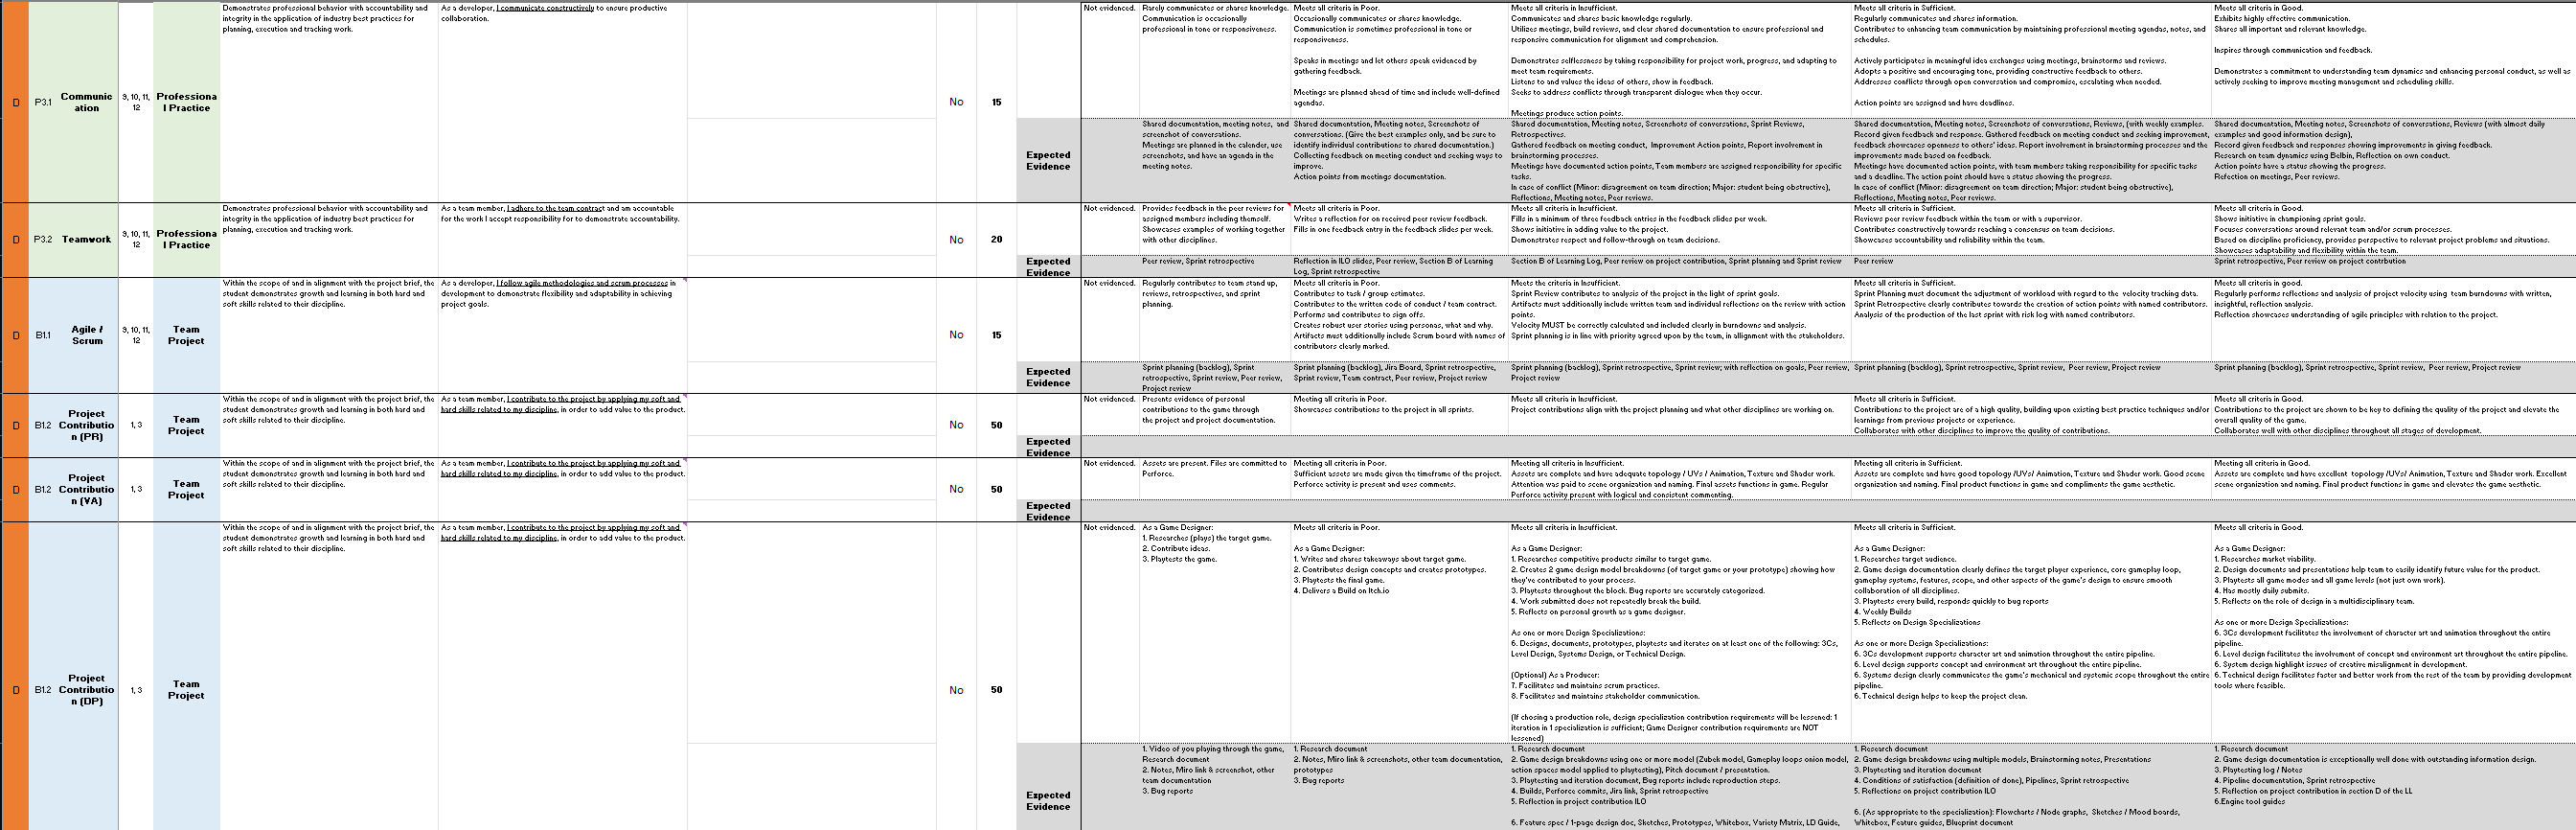 D
P3.1
Communic
ation
9, 10, 11,
12
Professiona
l Practice
Demonstrates professional behavior with accountability and
integrity in the application of industry best practices for
planning, execution and tracking work.
As a developer, I communicate constructively to ensure productive
collaboration.
No
15
Not evidenced.
Rarely communicates or shares knowledge.
Communication is occasionally
professional in tone or responsiveness.
Meets all criteria in Poor.
Occasionally communicates or shares knowledge.
Communication is sometimes professional in tone or
responsiveness.
Speaks in meetings and let others speak evidenced by
gathering feedback.
Meetings are planned ahead of time and include well-defined
agendas.
Meets all criteria in Insufficient.
Communicates and shares basic knowledge regularly.
Utilizes meetings, build reviews, and clear shared documentation to ensure professional and
responsive communication for alignment and comprehension.
Demonstrates selflessness by taking responsibility for project work, progress, and adapting to
meet team requirements.
Listens to and values the ideas of others, show in feedback.
Seeks to address conflicts through transparent dialogue when they occur.
Meetings produce action points.
Meets all criteria in Sufficient.
Regularly communicates and shares information.
Contributes to enhancing team communication by maintaining professional meeting agendas, notes, and
schedules.
Actively participates in meaningful idea exchanges using meetings, brainstorms and reviews.
Adopts a positive and encouraging tone, providing constructive feedback to others.
Addresses conflicts through open conversation and compromise, escalating when needed.
Action points are assigned and have deadlines.
Meets all criteria in Good.
Exhibits highly effective communication.
Shares all important and relevant knowledge.
Inspires through communication and feedback.
Demonstrates a commitment to understanding team dynamics and enhancing personal conduct, as well as
actively seeking to improve meeting management and scheduling skills.
Expected
Evidence
Shared documentation, meeting notes, and
screenshot of conversations.
Meetings are planned in the calender, use
screenshots, and have an agenda in the
meeting notes.
Shared documentation, Meeting notes, Screenshots of
conversations. (Give the best examples only, and be sure to
identify individual contributions to shared documentation.)
Collecting feedback on meeting conduct and seeking ways to
improve.
Action points from meetings documentation.
Shared documentation, Meeting notes, Screenshots of conversations, Sprint Reviews,
Retrospectives.
Gathered feedback on meeting conduct, Improvement Action points, Report involvement in
brainstorming processes.
Meetings have documented action points, Team members are assigned responsibility for specific
tasks.
In case of conflict (Minor: disagreement on team direction; Major: student being obstructive),
Reflections, Meeting notes, Peer reviews.
Shared documentation, Meeting notes, Screenshots of conversations, Reviews, (with weekly examples.
Record given feedback and response. Gathered feedback on meeting conduct and seeking improvement,
feedback showcases openness to others' ideas. Report involvement in brainstorming processes and the
improvements made based on feedback.
Meetings have documented action points, with team members taking responsibility for specific tasks
and a deadline. The action point should have a status showing the progress.
In case of conflict (Minor: disagreement on team direction; Major: student being obstructive),
Reflections, Meeting notes, Peer reviews.
Shared documentation, Meeting notes, Screenshots of conversations, Reviews (with almost daily
examples and good information design),
Record given feedback and responses showing improvements in giving feedback.
Research on team dynamics using Belbin, Reflection on own conduct.
Action points have a status showing the progress.
Refection on meetings, Peer reviews.
D
P3.2
Teamwork
9, 10, 11,
12
Professiona
l Practice
Demonstrates professional behavior with accountability and
integrity in the application of industry best practices for
planning, execution and tracking work.
As a team member, I adhere to the team contract and am accountable
for the work I accept responsibility for to demonstrate accountability.
No
20
Not evidenced.
Provides feedback in the peer reviews for
assigned members including themself.
Showcases examples of working together
with other disciplines.
Meets all criteria in Poor.
Writes a reflection for on received peer review feedback.
Fills in one feedback entry in the feedback slides per week.
Meets all criteria in Insufficient.
Fills in a minimum of three feedback entries in the feedback slides per week.
Shows initiative in adding value to the project.
Demonstrates respect and follow-through on team decisions.
Meets all criteria in Sufficient.
Reviews peer review feedback within the team or with a supervisor.
Contributes constructively towards reaching a consensus on team decisions.
Showcases accountability and reliability within the team.
Meets all criteria in Good.
Shows initiative in championing sprint goals.
Focuses conversations around relevant team and/or scrum processes.
Based on discipline proficiency, provides perspective to relevant project problems and situations.
Showcases adaptability and flexibility within the team.
Expected
Evidence
Peer review, Sprint retrospective
Reflection in ILO slides, Peer review, Section B of Learning
Log, Sprint retrospective
Section B of Learning Log, Peer review on project contribution, Sprint planning and Sprint review
Peer review
Sprint retrospective, Peer review on project contrbution
D
B1.1
Agile /
Scrum
9, 10, 11,
12
Team
Project
Within the scope of and in alignment with the project brief, the
student demonstrates growth and learning in both hard and
soft skills related to their discipline.
As a developer, I follow agile methodologies and scrum processes in
development to demonstrate flexibility and adaptability in achieving
project goals.
No
15
Not evidenced.
Regularly contributes to team stand up,
reviews, retrospectives, and sprint
planning.
Meets all criteria in Poor.
Contributes to task / group estimates.
Contributes to the written code of conduct / team contract.
Performs and contributes to sign offs.
Creates robust user stories using personas, what and why.
Artifacts must additionally include Scrum board with names of
contributors clearly marked.
Meets the criteria in Insufficient.
Sprint Review contributes to analysis of the project in the light of sprint goals.
Artifacts must additionally include written team and individual reflections on the review with action
points.
Velocity MUST be correctly calculated and included clearly in burndowns and analysis.
Sprint planning is in line with priority agreed upon by the team, in allignment with the stakeholders.
Meets all criteria in Sufficient.
Sprint Planning must document the adjustment of workload with regard to the velocity tracking data.
Sprint Retrospective clearly contributes towards the creation of action points with named contributors.
Analysis of the production of the last sprint with risk log with named contributors.
Meets all criteria in good.
Regularly performs reflections and analysis of project velocity using team burndowns with written,
insightful, reflection analysis.
Reflection showcases understanding of agile principles with relation to the project.
Expected
Evidence
Sprint planning (backlog), Sprint
retrospective, Sprint review, Peer review,
Project review
Sprint planning (backlog), Jira Board, Sprint retrospective,
Sprint review, Team contract, Peer review, Project review
Sprint planning (backlog), Sprint retrospective, Sprint review; with reflection on goals, Peer review,
Project review
Sprint planning (backlog), Sprint retrospective, Sprint review, Peer review, Project review
Sprint planning (backlog), Sprint retrospective, Sprint review, Peer review, Project review
D
B1.2
Project
Contributio
n (PR)
1, 3
Team
Project
Within the scope of and in alignment with the project brief, the
student demonstrates growth and learning in both hard and
soft skills related to their discipline.
As a team member, I contribute to the project by applying my soft and
hard skills related to my discipline, in order to add value to the product.
No
50
Not evidenced.
Presents evidence of personal
contributions to the game through
the project and project documentation.
Meeting all criteria in Poor.
Showcases contributions to the project in all sprints.
Meets all criteria in Insufficient.
Project contributions align with the project planning and what other disciplines are working on.
Meets all criteria in Sufficient.
Contributions to the project are of a high quality, building upon existing best practice techniques and/or
learnings from previous projects or experience.
Collaborates with other disciplines to improve the quality of contributions.
Meets all criteria in Good.
Contributions to the project are shown to be key to defining the quality of the project and elevate the
overall quality of the game.
Collaborates well with other disciplines throughout all stages of development.
Expected
Evidence
D
B1.2
Project
Contributio
n (VA)
1, 3
Team
Project
Within the scope of and in alignment with the project brief, the
student demonstrates growth and learning in both hard and
soft skills related to their discipline.
As a team member, I contribute to the project by applying my soft and
hard skills related to my discipline, in order to add value to the product.
No
50
Not evidenced.
Assets are present. Files are committed to
Perforce.
Meeting all criteria in Poor.
Sufficient assets are made given the timeframe of the project.
Perforce activity is present and uses comments.
Meeting all criteria in Insufficient.
Assets are complete and have adequate topology / UVs / Animation, Texture and Shader work.
Attention was paid to scene organization and naming. Final assets functions in game. Regular
Perforce activity present with logical and consistent commenting.
Meeting all criteria in Sufficient.
Assets are complete and have good topology /UVs/ Animation, Texture and Shader work. Good scene
organization and naming. Final product functions in game and compliments the game aesthetic.
Meeting all criteria in Good.
Assets are complete and have excellent topology /UVs/ Animation, Texture and Shader work. Excellent
scene organization and naming. Final product functions in game and elevates the game aesthetic.
Expected
Evidence
D
B1.2
Project
Contributio
n (DP)
1, 3
Team
Project
Within the scope of and in alignment with the project brief, the
student demonstrates growth and learning in both hard and
soft skills related to their discipline.
As a team member, I contribute to the project by applying my soft and
hard skills related to my discipline, in order to add value to the product.
No
50
Not evidenced.
As a Game Designer:
1. Researches (plays) the target game.
2. Contribute ideas.
3. Playtests the game.
Meets all criteria in Poor.
As a Game Designer:
1. Writes and shares takeaways about target game.
2. Contributes design concepts and creates prototypes.
3. Playtests the final game.
4. Delivers a Build on Itch.io
Meets all criteria in Insufficient.
As a Game Designer:
1. Researches competitive products similar to target game.
2. Creates 2 game design model breakdowns (of target game or your prototype) showing how
they've contributed to your process.
3. Playtests throughout the block. Bug reports are accurately categorized.
4. Work submitted does not repeatedly break the build.
5. Reflects on personal growth as a game designer.
As one or more Design Specializations:
6. Designs, documents, prototypes, playtests and iterates on at least one of the following: 3Cs,
Level Design, Systems Design, or Technical Design.
(Optional) As a Producer:
7. Facilitates and maintains scrum practices.
8. Facilitates and maintains stakeholder communication.
(If chosing a production role, design specialization contribution requirements will be lessened: 1
iteration in 1 specialization is sufficient; Game Designer contribution requirements are NOT
lessened)
Meets all criteria in Sufficient.
As a Game Designer:
1. Researches target audience.
2. Game design documentation clearly defines the target player experience, core gameplay loop,
gameplay systems, features, scope, and other aspects of the game's design to ensure smooth
collaboration of all disciplines.
3. Playtests every build, responds quickly to bug reports
4. Weekly Builds
5. Reflects on Design Specializations
As one or more Design Specializations:
6. 3Cs development supports character art and animation throughout the entire pipeline.
6. Level design supports concept and environment art throughout the entire pipeline.
6. Systems design clearly communicates the game's mechanical and systemic scope throughout the entire
pipeline.
6. Technical design helps to keep the project clean.
Meets all criteria in Good.
As a Game Designer:
1. Researches market viability.
2. Design documents and presentations help team to easily identify future value for the product.
3. Playtests all game modes and all game levels (not just own work).
4. Has mostly daily submits.
5. Reflects on the role of design in a multidisciplinary team.
As one or more Design Specializations:
6. 3Cs development facilitates the involvement of character art and animation throughout the entire
pipeline.
6. Level design facilitates the involvement of concept and environment art throughout the entire pipeline.
6. System design highlight issues of creative misalignment in development.
6. Technical design facilitates faster and better work from the rest of the team by providing development
tools where feasible.
Expected
Evidence
1. Video of you playing through the game,
Research document
2. Notes, Miro link & screenshot, other
team documentation
3. Bug reports
1. Research document
2. Notes, Miro link & screenshots, other team documentation,
prototypes
3. Bug reports
1. Research document
2. Game design breakdowns using one or more model (Zubek model, Gameplay loops onion model,
action spaces model applied to playtesting), Pitch document / presentation.
3. Playtesting and iteration document, Bug reports include reproduction steps.
4. Builds, Perforce commits, Jira link, Sprint retrospective
5. Reflection in project contribution ILO
6. Feature spec / 1-page design doc, Sketches, Prototypes, Whitebox, Variety Matrix, LD Guide,
1. Research document
2. Game design breakdowns using multiple models, Brainstorming notes, Presentations
3. Playtesting and iteration document
4. Conditions of satisfaction (definition of done), Pipelines, Sprint retrospective
5. Reflections on project contribution ILO
6. (As appropriate to the specialization): Flowcharts / Node graphs, Sketches / Mood boards,
Whitebox, Feature guides, Blueprint document
1. Research document
2. Game design documentation is exceptionally well done with outstanding information design.
3. Playtesting log / Notes
4. Pipeline documentation, Sprint retrospective
5. Reflection on project contribution in section D of the LL
6.Engine tool guides